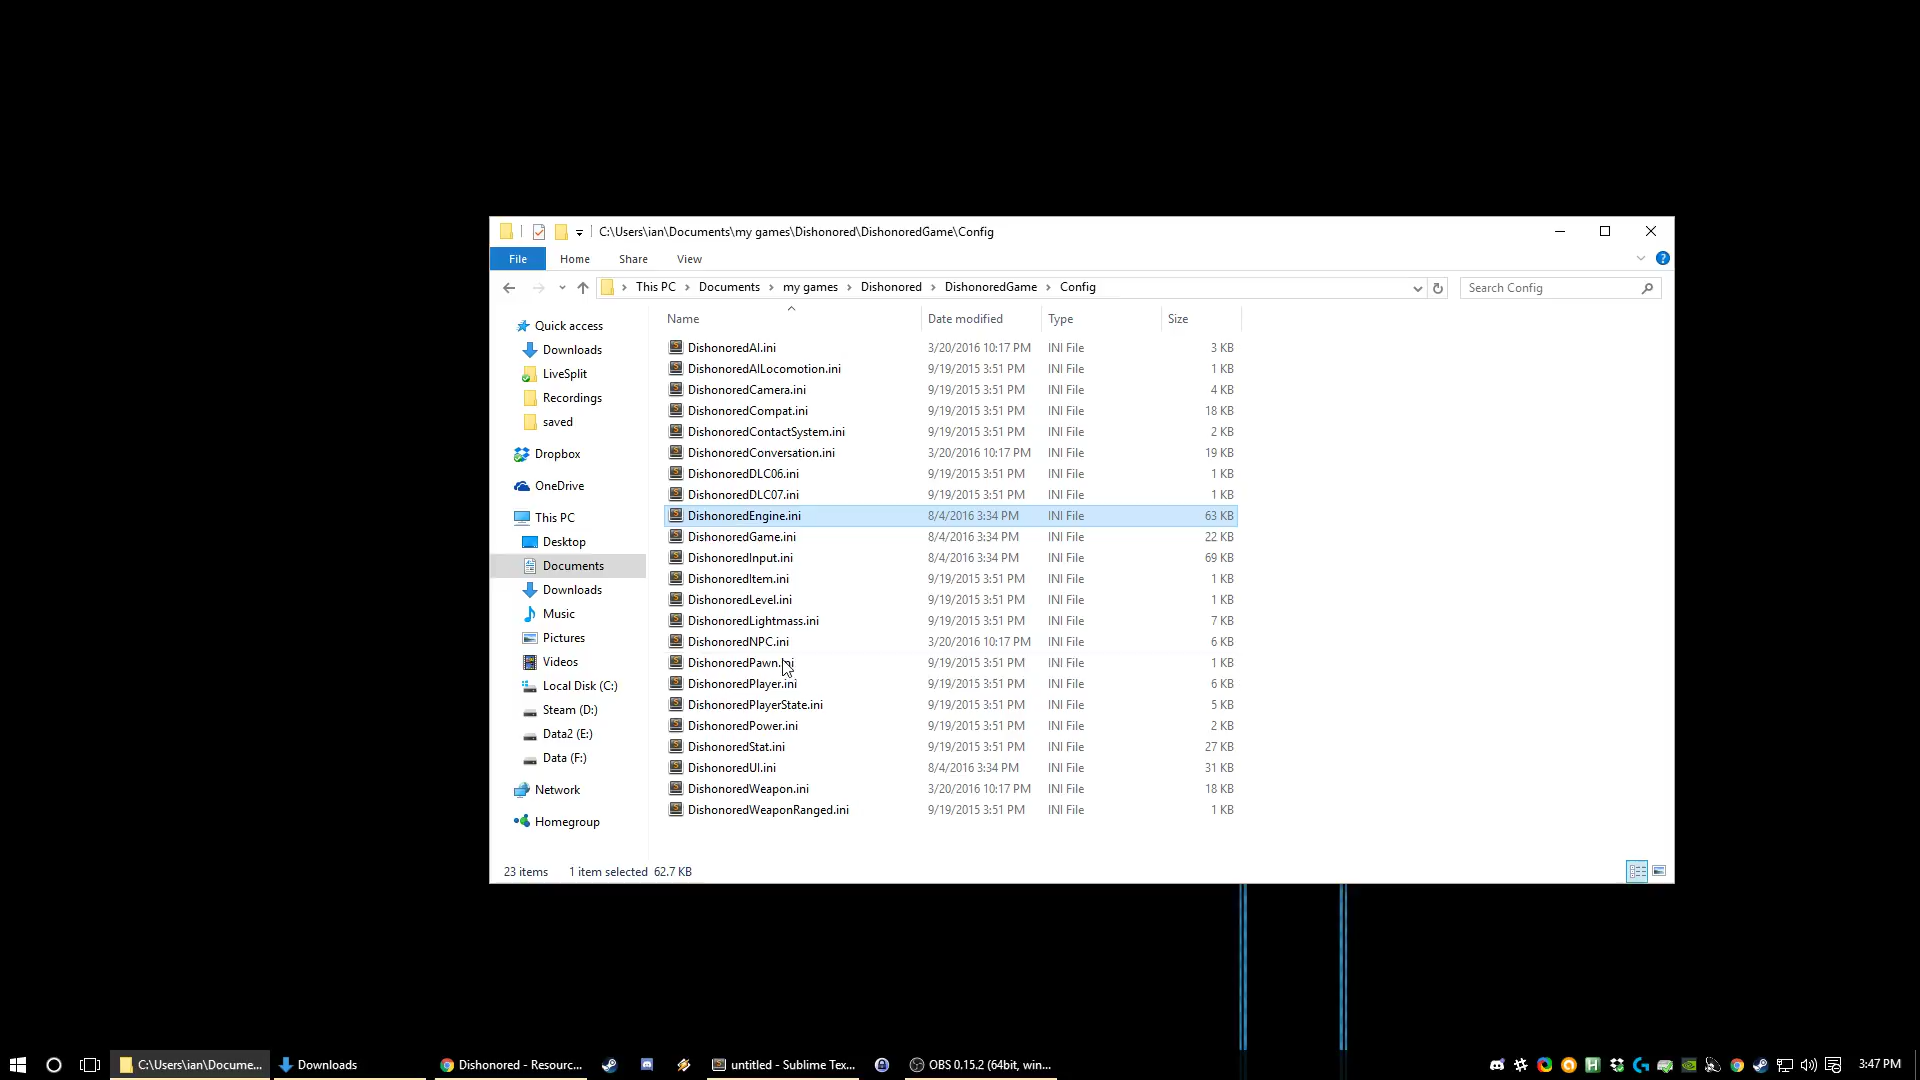 C:\Users\ian\Documents\my games\Dishonored\DishonoredGame\Config
File Home Share View
This PC Documents my games Dishonored DishonoredGame Config Search Config
Name Date modified Type Size
Quick access
Downloads
LiveSplit
Recordings
saved
Dropbox
OneDrive
This PC
Desktop
Documents
Downloads
Music
Pictures
Videos
Local Disk (C:)
Steam (D:)
Data2 (E:)
Data (F:)
Network
Homegroup
DishonoredAI.ini 3/20/2016 10:17 PM INI File 3 KB
DishonoredAILocomotion.ini 9/19/2015 3:51 PM INI File 1 KB
DishonoredCamera.ini 9/19/2015 3:51 PM INI File 4 KB
DishonoredCompat.ini 9/19/2015 3:51 PM INI File 18 KB
DishonoredContactSystem.ini 9/19/2015 3:51 PM INI File 2 KB
DishonoredConversation.ini 3/20/2016 10:17 PM INI File 19 KB
DishonoredDLC06.ini 9/19/2015 3:51 PM INI File 1 KB
DishonoredDLC07.ini 9/19/2015 3:51 PM INI File 1 KB
DishonoredEngine.ini 8/4/2016 3:34 PM INI File 63 KB
DishonoredGame.ini 8/4/2016 3:34 PM INI File 22 KB
DishonoredInput.ini 8/4/2016 3:34 PM INI File 69 KB
DishonoredItem.ini 9/19/2015 3:51 PM INI File 1 KB
DishonoredLevel.ini 9/19/2015 3:51 PM INI File 1 KB
DishonoredLightmass.ini 9/19/2015 3:51 PM INI File 7 KB
DishonoredNPC.ini 3/20/2016 10:17 PM INI File 6 KB
DishonoredPawn.ini 9/19/2015 3:51 PM INI File 1 KB
DishonoredPlayer.ini 9/19/2015 3:51 PM INI File 6 KB
DishonoredPlayerState.ini 9/19/2015 3:51 PM INI File 5 KB
DishonoredPower.ini 9/19/2015 3:51 PM INI File 2 KB
DishonoredStat.ini 9/19/2015 3:51 PM INI File 27 KB
DishonoredUI.ini 8/4/2016 3:34 PM INI File 31 KB
DishonoredWeapon.ini 3/20/2016 10:17 PM INI File 18 KB
DishonoredWeaponRanged.ini 9/19/2015 3:51 PM INI File 1 KB
23 items 1 item selected 62.7 KB
C:\Users\ian\Docume... Downloads Dishonored - Resourc... untitled - Sublime Tex... OBS 0.15.2 (64bit, win... 3:47 PM